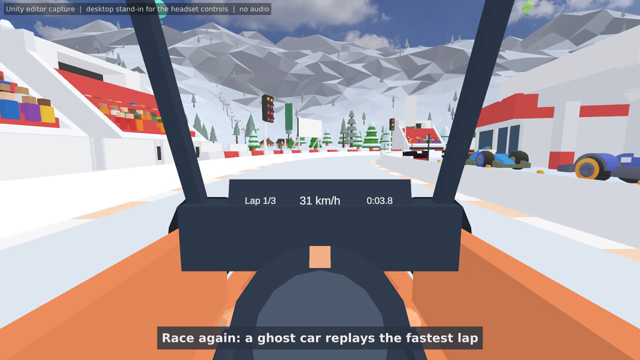 Unity editor capture | desktop stand-in for the headset controls | no audio
Lap 1/3 31 km/h 0:03.8
Race again: a ghost car replays the fastest lap